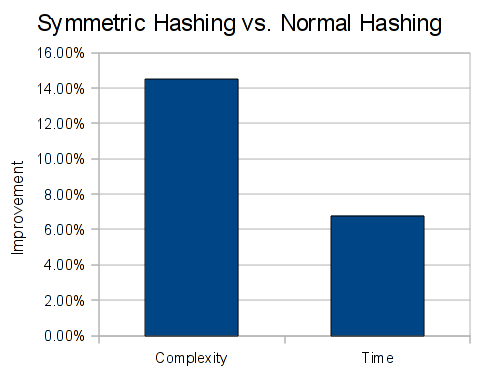 Symmetric Hashing vs. Normal Hashing
16.00%
14.00%
12.00%
10.00%
8.00%
6.00%
4.00%
2.00%
0.00%
Improvement
Complexity
Time